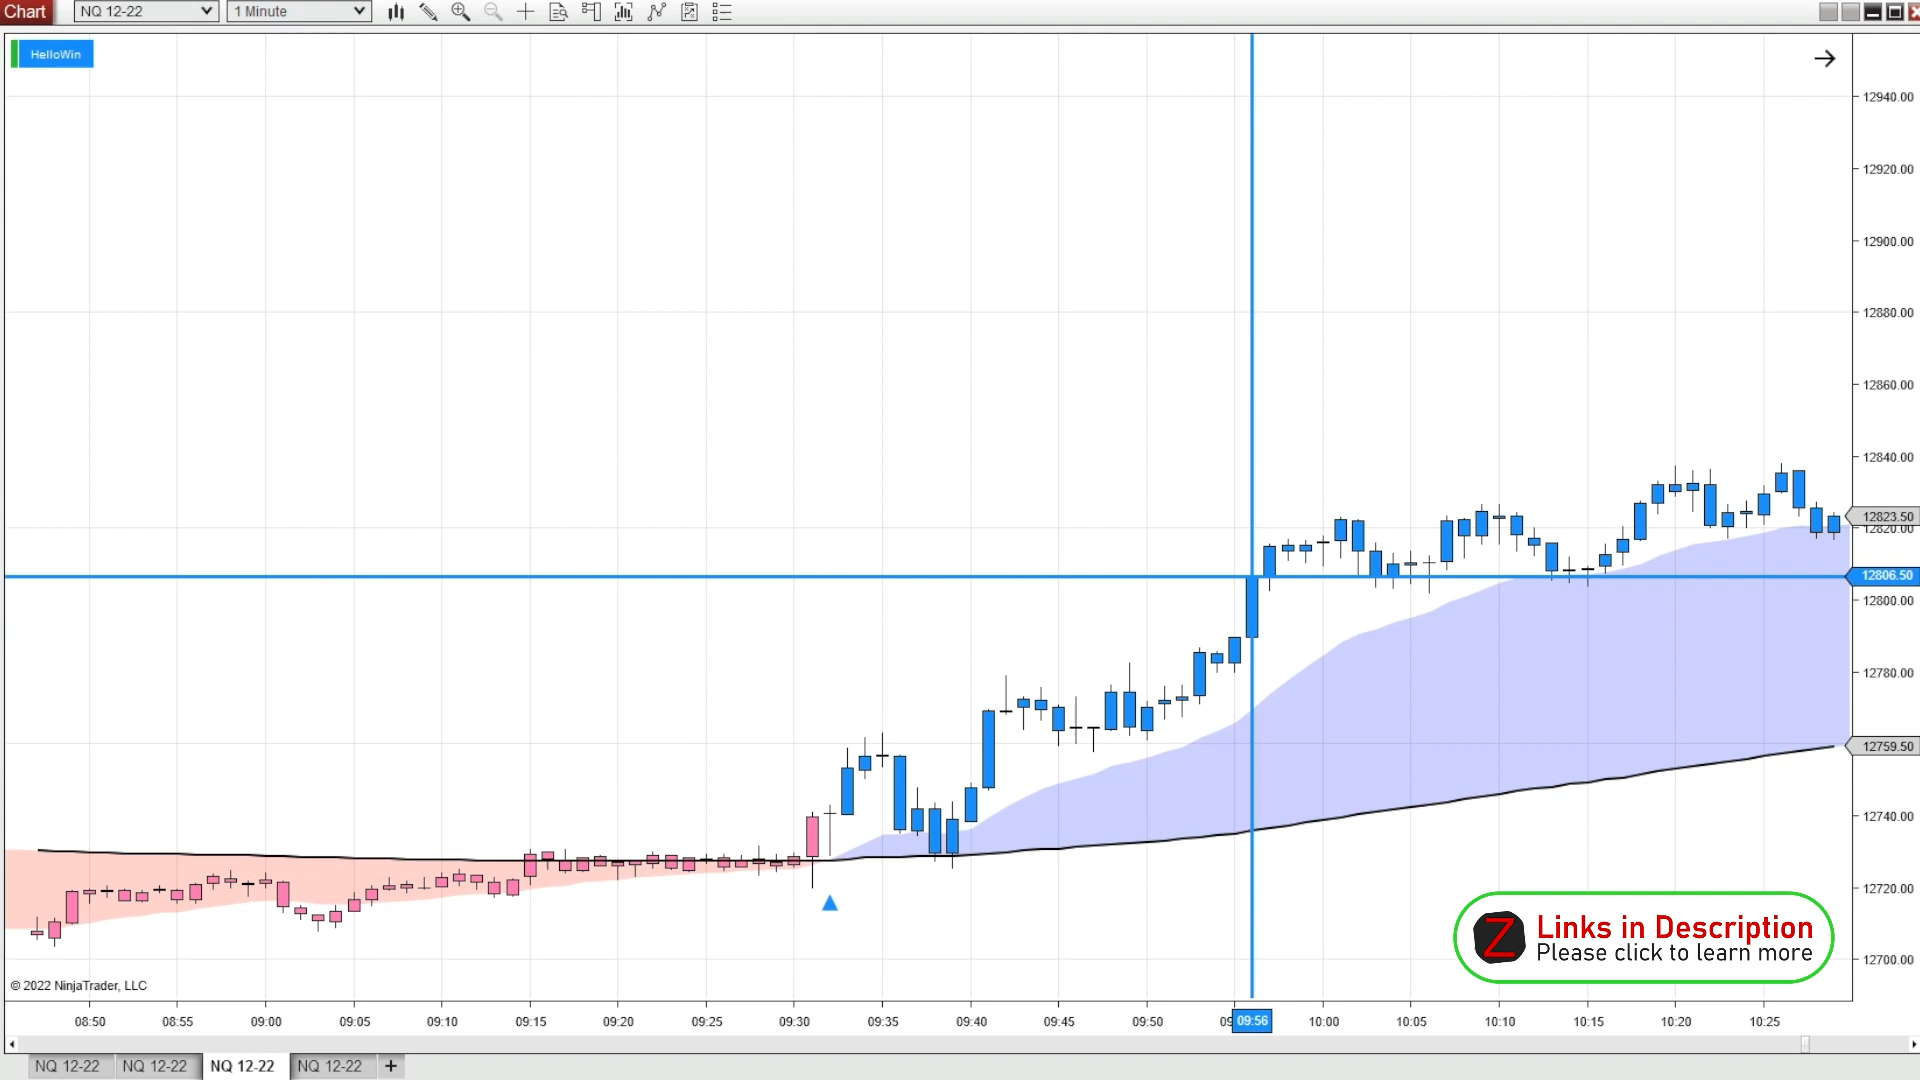 Chart
NQ 12-22
1 Minute
HelloWin
12940.00
12920.00
12900.00
12880.00
12860.00
12840.00
12823.50
12820.00
12806.50
12800.00
12780.00
12759.50
12740.00
12720.00
12700.00
Z Links in Description
Please click to learn more
© 2022 NinjaTrader, LLC
08:50 08:55 09:00 09:05 09:10 09:15 09:20 09:25 09:30 09:35 09:40 09:45 09:50 09:56 10:00 10:05 10:10 10:15 10:20 10:25
NQ 12-22 NQ 12-22 NQ 12-22 NQ 12-22 +